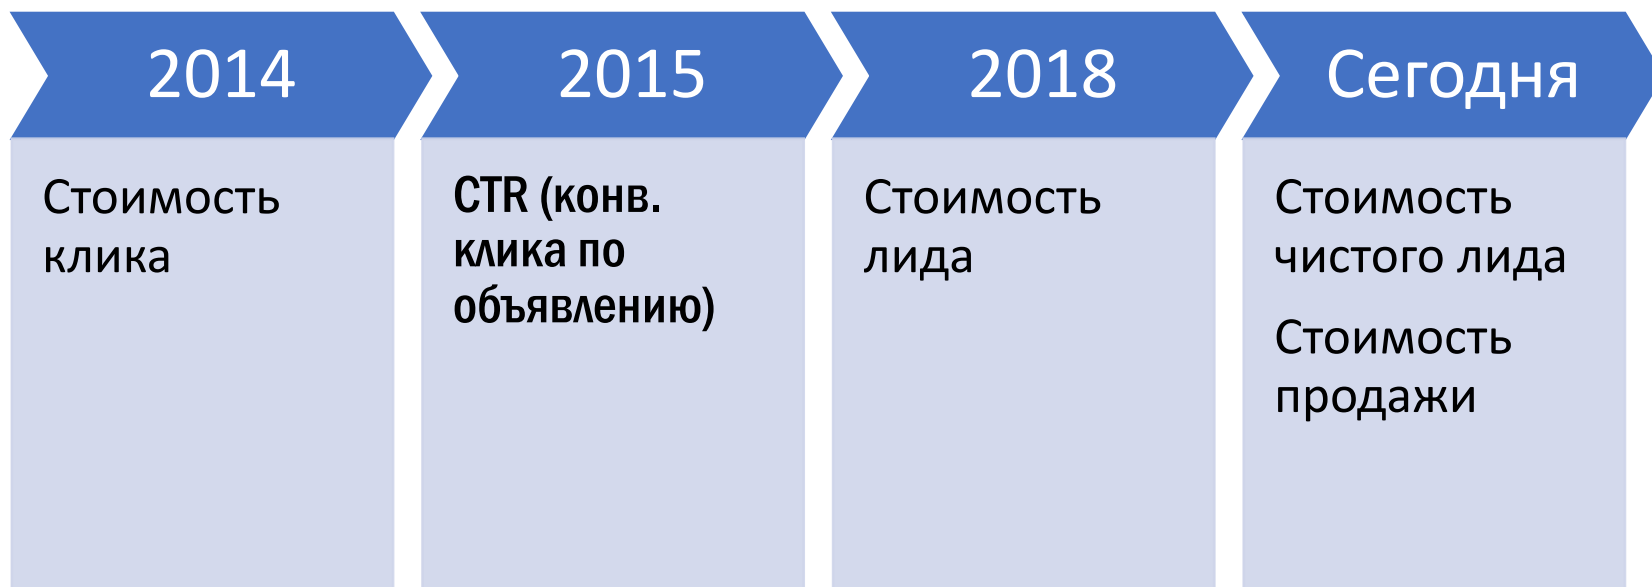 2014
Стоимость
клика
2015
CTR (конв.
клика по
объявлению)
2018
Стоимость
лида
Сегодня
Стоимость
чистого лида
Стоимость
продажи